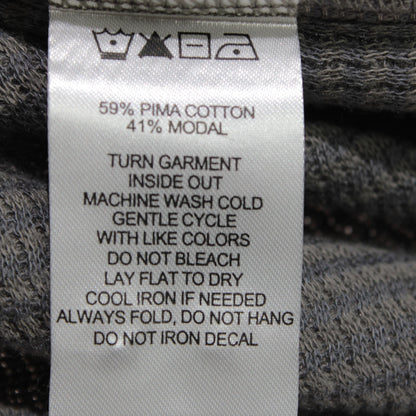 59% PIMA COTTON
41% MODAL
TURN GARMENT
INSIDE OUT
MACHINE WASH COLD
GENTLE CYCLE
WITH LIKE COLORS
DO NOT BLEACH
LAY FLAT TO DRY
COOL IRON IF NEEDED
ALWAYS FOLD, DO NOT HANG
DO NOT IRON DECAL